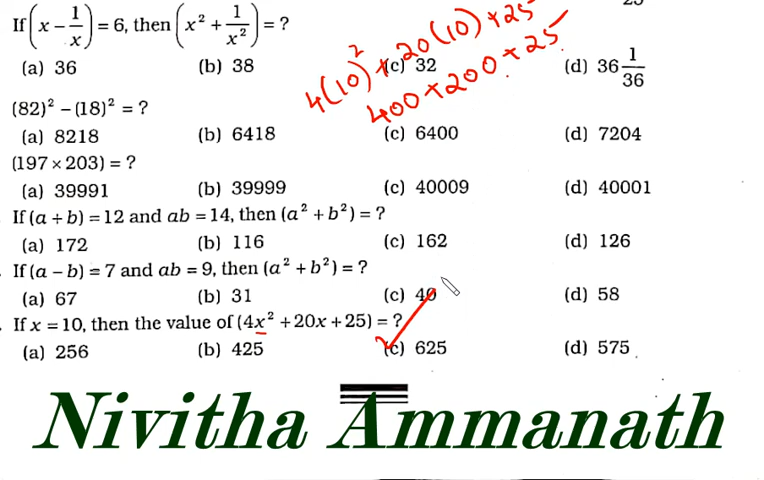 25
If (x − 1/x) = 6, then (x² + 1/x²) = ?
4(10)² + 20(10) + 25
(a) 36 (b) 38 (c) 32 (d) 36 1/36
400 + 200 + 25
(82)² − (18)² = ?
(a) 8218 (b) 6418 (c) 6400 (d) 7204
(197 × 203) = ?
(a) 39991 (b) 39999 (c) 40009 (d) 40001
If (a + b) = 12 and ab = 14, then (a² + b²) = ?
(a) 172 (b) 116 (c) 162 (d) 126
. If (a − b) = 7 and ab = 9, then (a² + b²) = ?
(a) 67 (b) 31 (c) 40 (d) 58
. If x = 10, then the value of (4x² + 20x + 25) = ?
(a) 256 (b) 425 (c) 625 (d) 575
Nivitha Ammanath